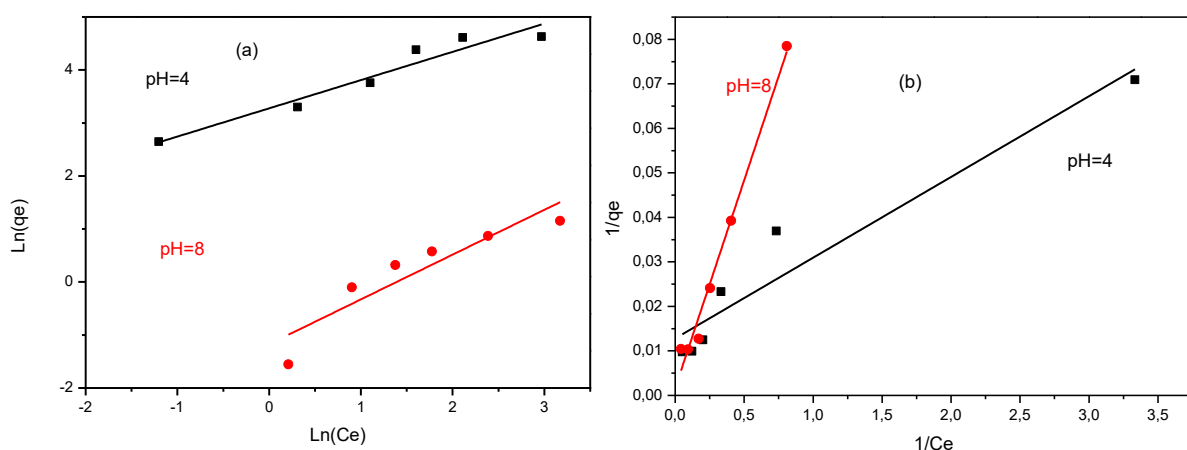 (a)
pH=4
pH=8
Ln(qe)
4
2
0
-2
-2
-1
0
1
2
3
Ln(Ce)
(b)
pH=8
pH=4
1/qe
0,08
0,07
0,06
0,05
0,04
0,03
0,02
0,01
0,00
0,0
0,5
1,0
1,5
2,0
2,5
3,0
3,5
1/Ce